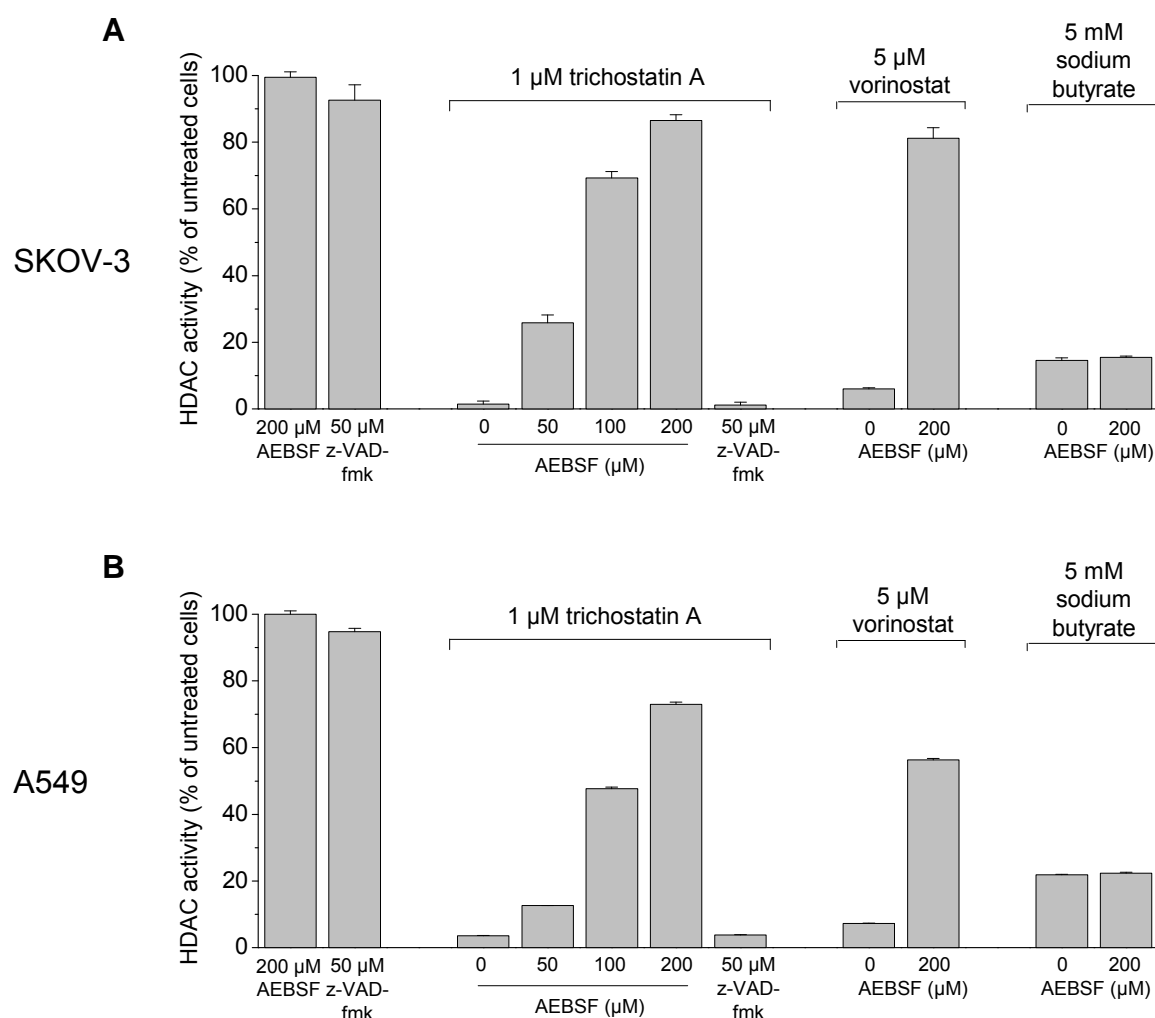 A
5 mM
sodium
butyrate
5 µM
vorinostat
1 µM trichostatin A
SKOV-3
HDAC activity (% of untreated cells)
100
80
60
40
20
0
200 µM
AEBSF
50 µM
z-VAD-
fmk
0 50 100 200
AEBSF (µM)
50 µM
z-VAD-
fmk
0 200
AEBSF (µM)
0 200
AEBSF (µM)
B
5 mM
sodium
butyrate
5 µM
vorinostat
1 µM trichostatin A
A549
HDAC activity (% of untreated cells)
100
80
60
40
20
0
200 µM
AEBSF
50 µM
z-VAD-
fmk
0 50 100 200
AEBSF (µM)
50 µM
z-VAD-
fmk
0 200
AEBSF (µM)
0 200
AEBSF (µM)